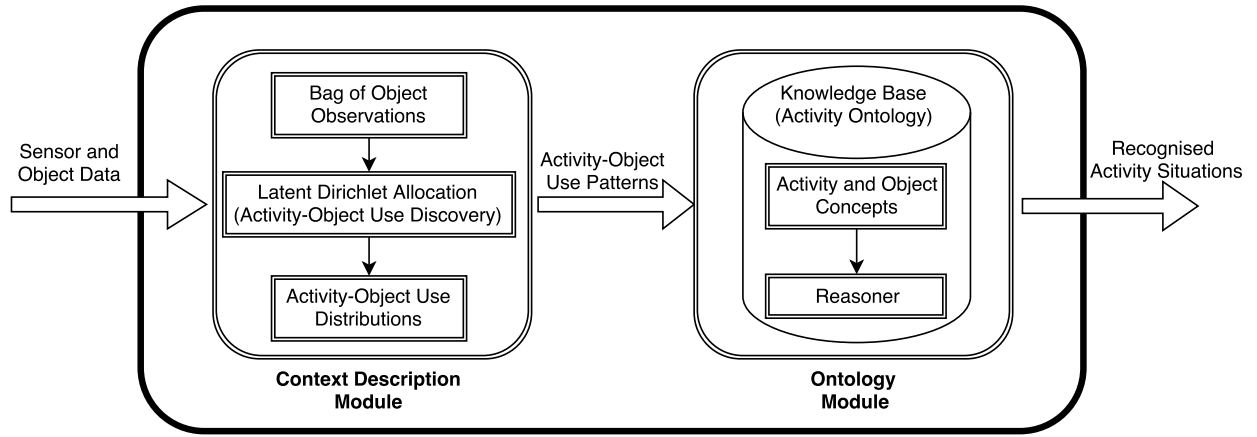 Sensor and
Object Data
Bag of Object
Observations
Latent Dirichlet Allocation
(Activity-Object Use Discovery)
Activity-Object Use
Distributions
Context Description
Module
Activity-Object
Use Patterns
Knowledge Base
(Activity Ontology)
Activity and Object
Concepts
Reasoner
Ontology
Module
Recognised
Activity Situations